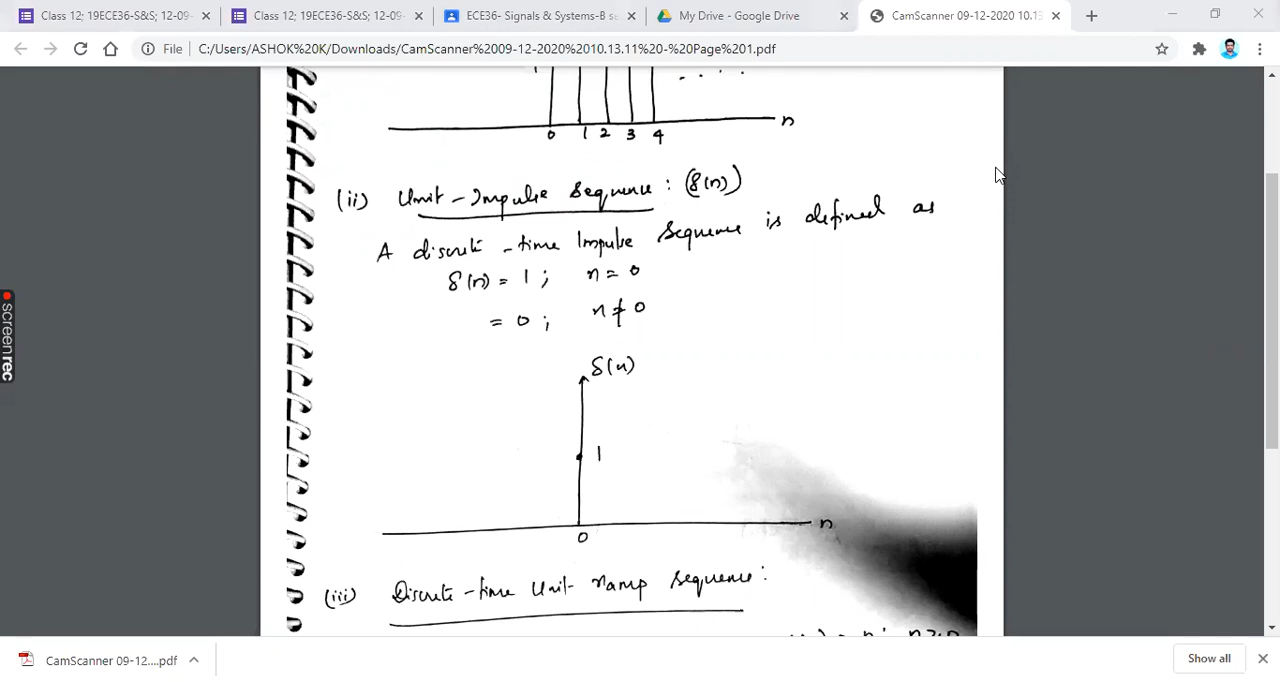 Class 12; 19ECE36-S&S; 12-09-
Class 12; 19ECE36-S&S; 12-09-
ECE36- Signals & Systems-B se
My Drive - Google Drive
CamScanner 09-12-2020 10.13
File
C:/Users/ASHOK%20K/Downloads/CamScanner%2009-12-2020%2010.13.11%20-%20Page%201.pdf
n
0 1 2 3 4
(ii) Unit-Impulse Sequence : (δ(n))
A discrete-time Impulse Sequence is defined as
δ(n) = 1 ; n = 0
= 0 ; n ≠ 0
δ(n)
1
n
0
(iii) Discrete-time Unit ramp Sequence:
screenrec
CamScanner 09-12....pdf
Show all